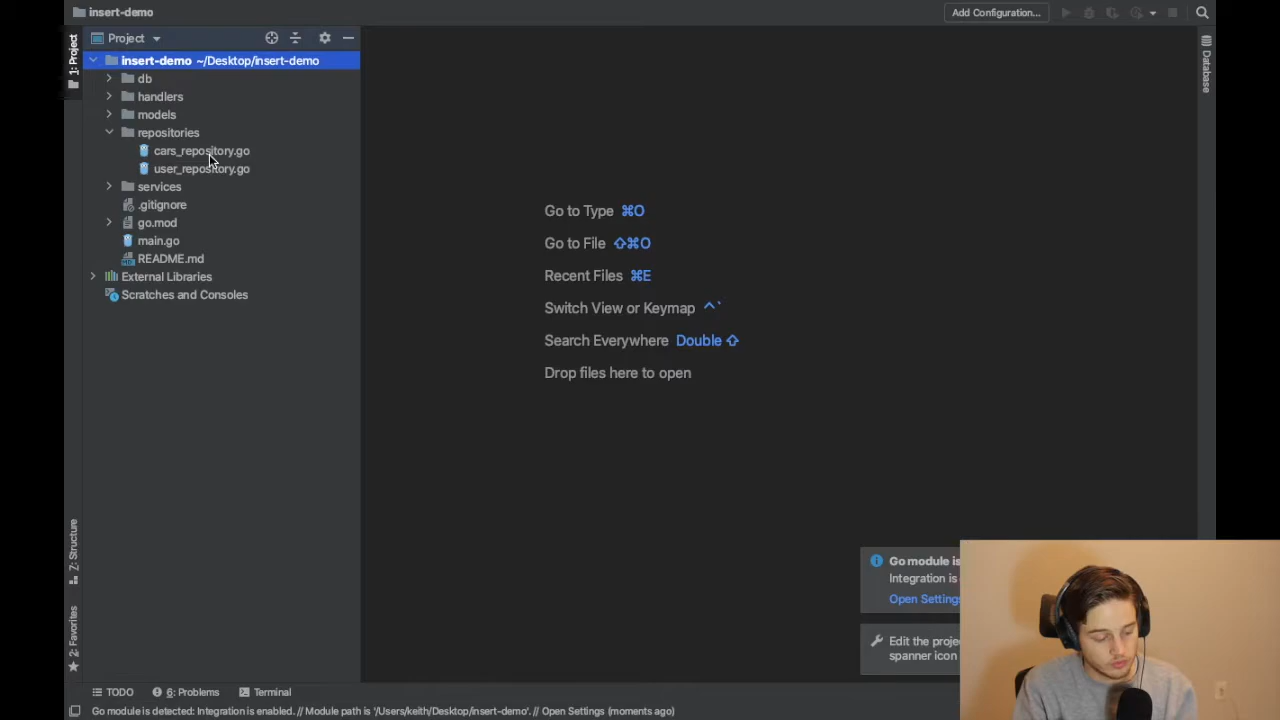 insert-demo
Add Configuration...
1: Project
Project
insert-demo ~/Desktop/insert-demo
db
handlers
models
repositories
cars_repository.go
user_repository.go
services
.gitignore
go.mod
main.go
README.md
External Libraries
Scratches and Consoles
Go to Type ⌘O
Go to File ⇧⌘O
Recent Files ⌘E
Switch View or Keymap ^`
Search Everywhere Double ⇧
Drop files here to open
Database
Z: Structure
2: Favorites
Go module is
Integration is
Open Settings
Edit the proje
spanner icon
TODO
6: Problems
Terminal
Go module is detected: Integration is enabled. // Module path is '/Users/keith/Desktop/insert-demo'. // Open Settings (moments ago)